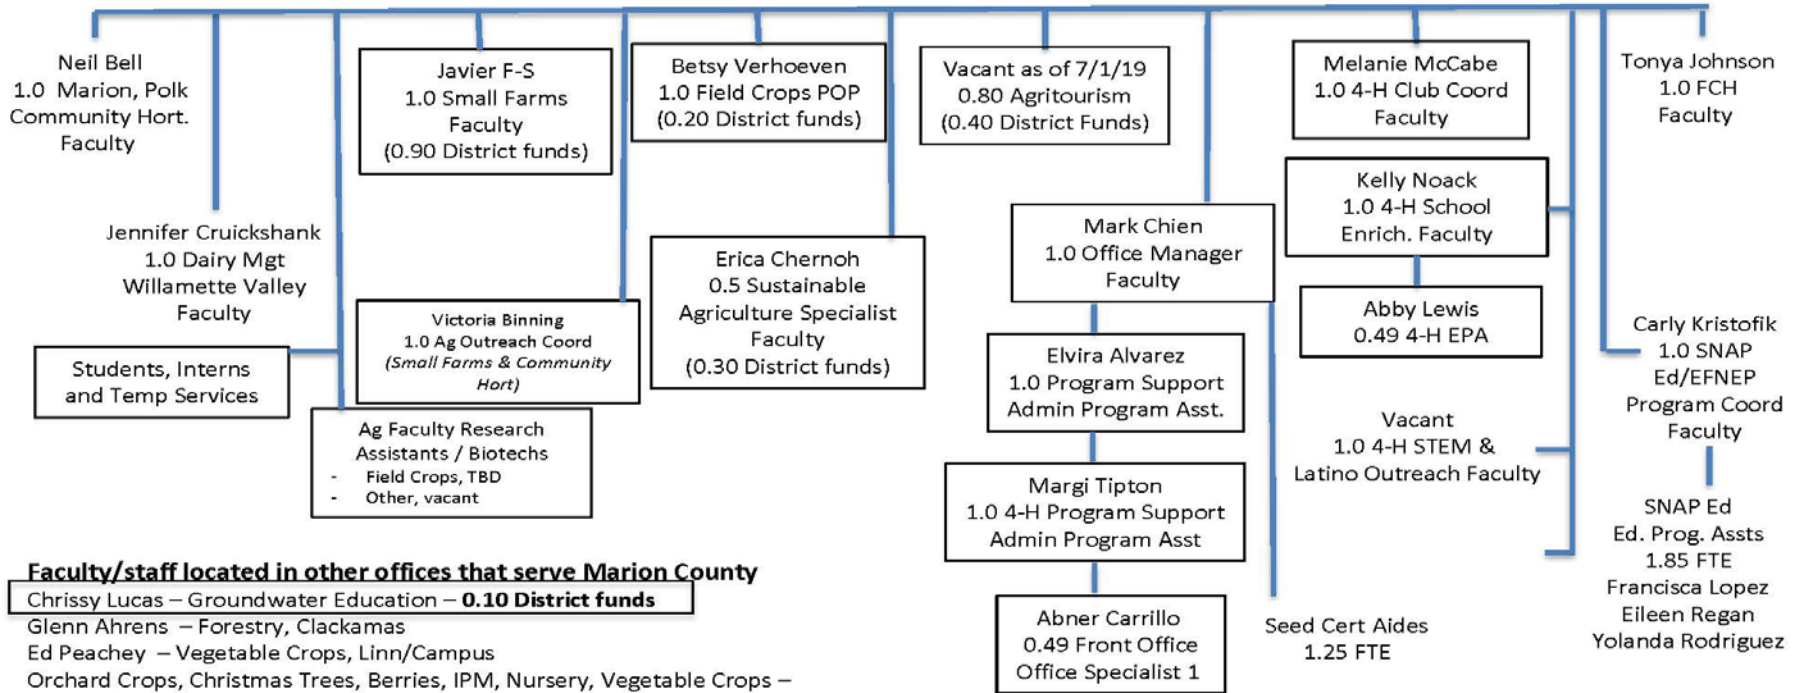 Neil Bell
1.0 Marion, Polk
Community Hort.
Faculty
Jennifer Cruickshank
1.0 Dairy Mgt
Willamette Valley
Faculty
Students, Interns
and Temp Services
Javier F-S
1.0 Small Farms
Faculty
(0.90 District funds)
Victoria Binning
1.0 Ag Outreach Coord
(Small Farms & Community
Hort)
Ag Faculty Research
Assistants / Biotechs
- Field Crops, TBD
- Other, vacant
Betsy Verhoeven
1.0 Field Crops POP
(0.20 District funds)
Erica Chernoh
0.5 Sustainable
Agriculture Specialist
Faculty
(0.30 District funds)
Vacant as of 7/1/19
0.80 Agritourism
(0.40 District Funds)
Mark Chien
1.0 Office Manager
Faculty
Elvira Alvarez
1.0 Program Support
Admin Program Asst.
Margi Tipton
1.0 4-H Program Support
Admin Program Asst
Abner Carrillo
0.49 Front Office
Office Specialist 1
Seed Cert Aides
1.25 FTE
Melanie McCabe
1.0 4-H Club Coord
Faculty
Kelly Noack
1.0 4-H School
Enrich. Faculty
Abby Lewis
0.49 4-H EPA
Vacant
1.0 4-H STEM &
Latino Outreach Faculty
Tonya Johnson
1.0 FCH
Faculty
Carly Kristofik
1.0 SNAP
Ed/EFNEP
Program Coord
Faculty
SNAP Ed
Ed. Prog. Assts
1.85 FTE
Francisca Lopez
Eileen Regan
Yolanda Rodriguez
Faculty/staff located in other offices that serve Marion County
Chrissy Lucas – Groundwater Education – 0.10 District funds
Glenn Ahrens – Forestry, Clackamas
Ed Peachey – Vegetable Crops, Linn/Campus
Orchard Crops, Christmas Trees, Berries, IPM, Nursery, Vegetable Crops –